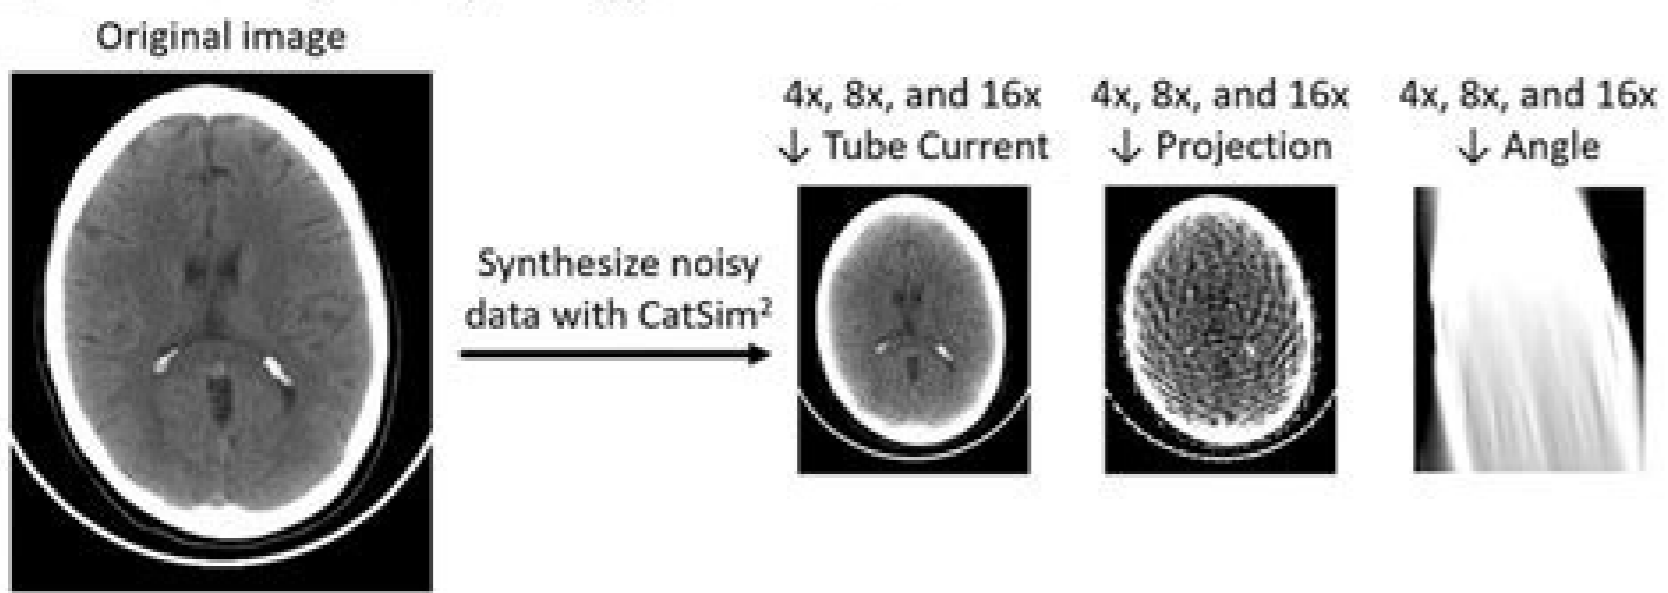 Original image
4x, 8x, and 16x
↓ Tube Current
4x, 8x, and 16x
↓ Projection
4x, 8x, and 16x
↓ Angle
Synthesize noisy
data with CatSim²